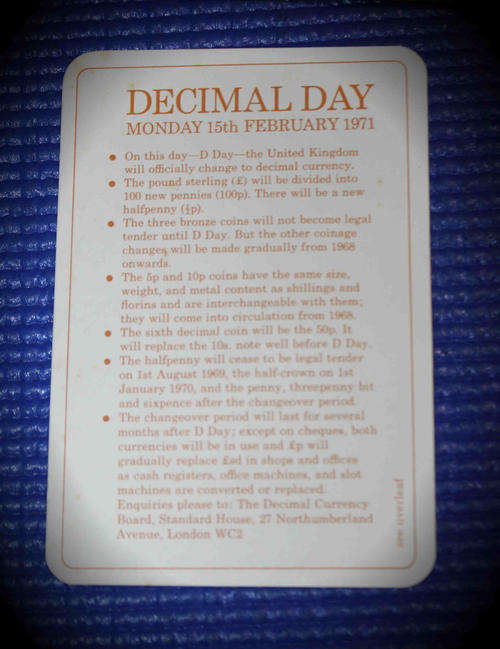 DECIMAL DAY
MONDAY 15th FEBRUARY 1971
● On this day—D Day—the United Kingdom
will officially change to decimal currency.
● The pound sterling (£) will be divided into
100 new pennies (100p). There will be a new
halfpenny (½p).
● The three bronze coins will not become legal
tender until D Day. But the other coinage
changes will be made gradually from 1968
onwards.
● The 5p and 10p coins have the same size,
weight, and metal content as shillings and
florins and are interchangeable with them;
they will come into circulation from 1968.
● The sixth decimal coin will be the 50p. It
will replace the 10s. note well before D Day.
● The halfpenny will cease to be legal tender
on 1st August 1969, the half-crown on 1st
January 1970, and the penny, threepenny bit
and sixpence after the changeover period.
● The changeover period will last for several
months after D Day; except on cheques, both
currencies will be in use and £p will
gradually replace £sd in shops and offices
as cash registers, office machines, and slot
machines are converted or replaced.
Enquiries please to: The Decimal Currency
Board, Standard House, 27 Northumberland
Avenue, London WC2
see overleaf